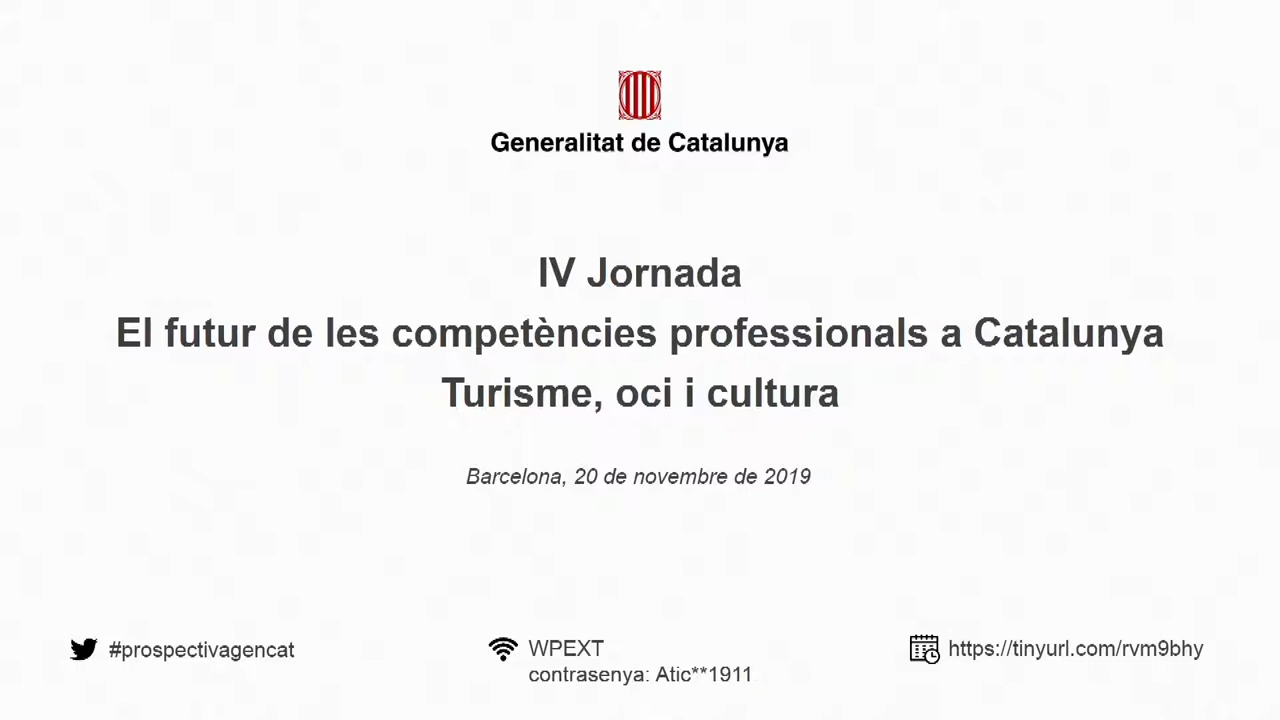 Generalitat de Catalunya
IV Jornada
El futur de les competències professionals a Catalunya
Turisme, oci i cultura
Barcelona, 20 de novembre de 2019
#prospectivagencat
WPEXT
contrasenya: Atic**1911
https://tinyurl.com/rvm9bhy